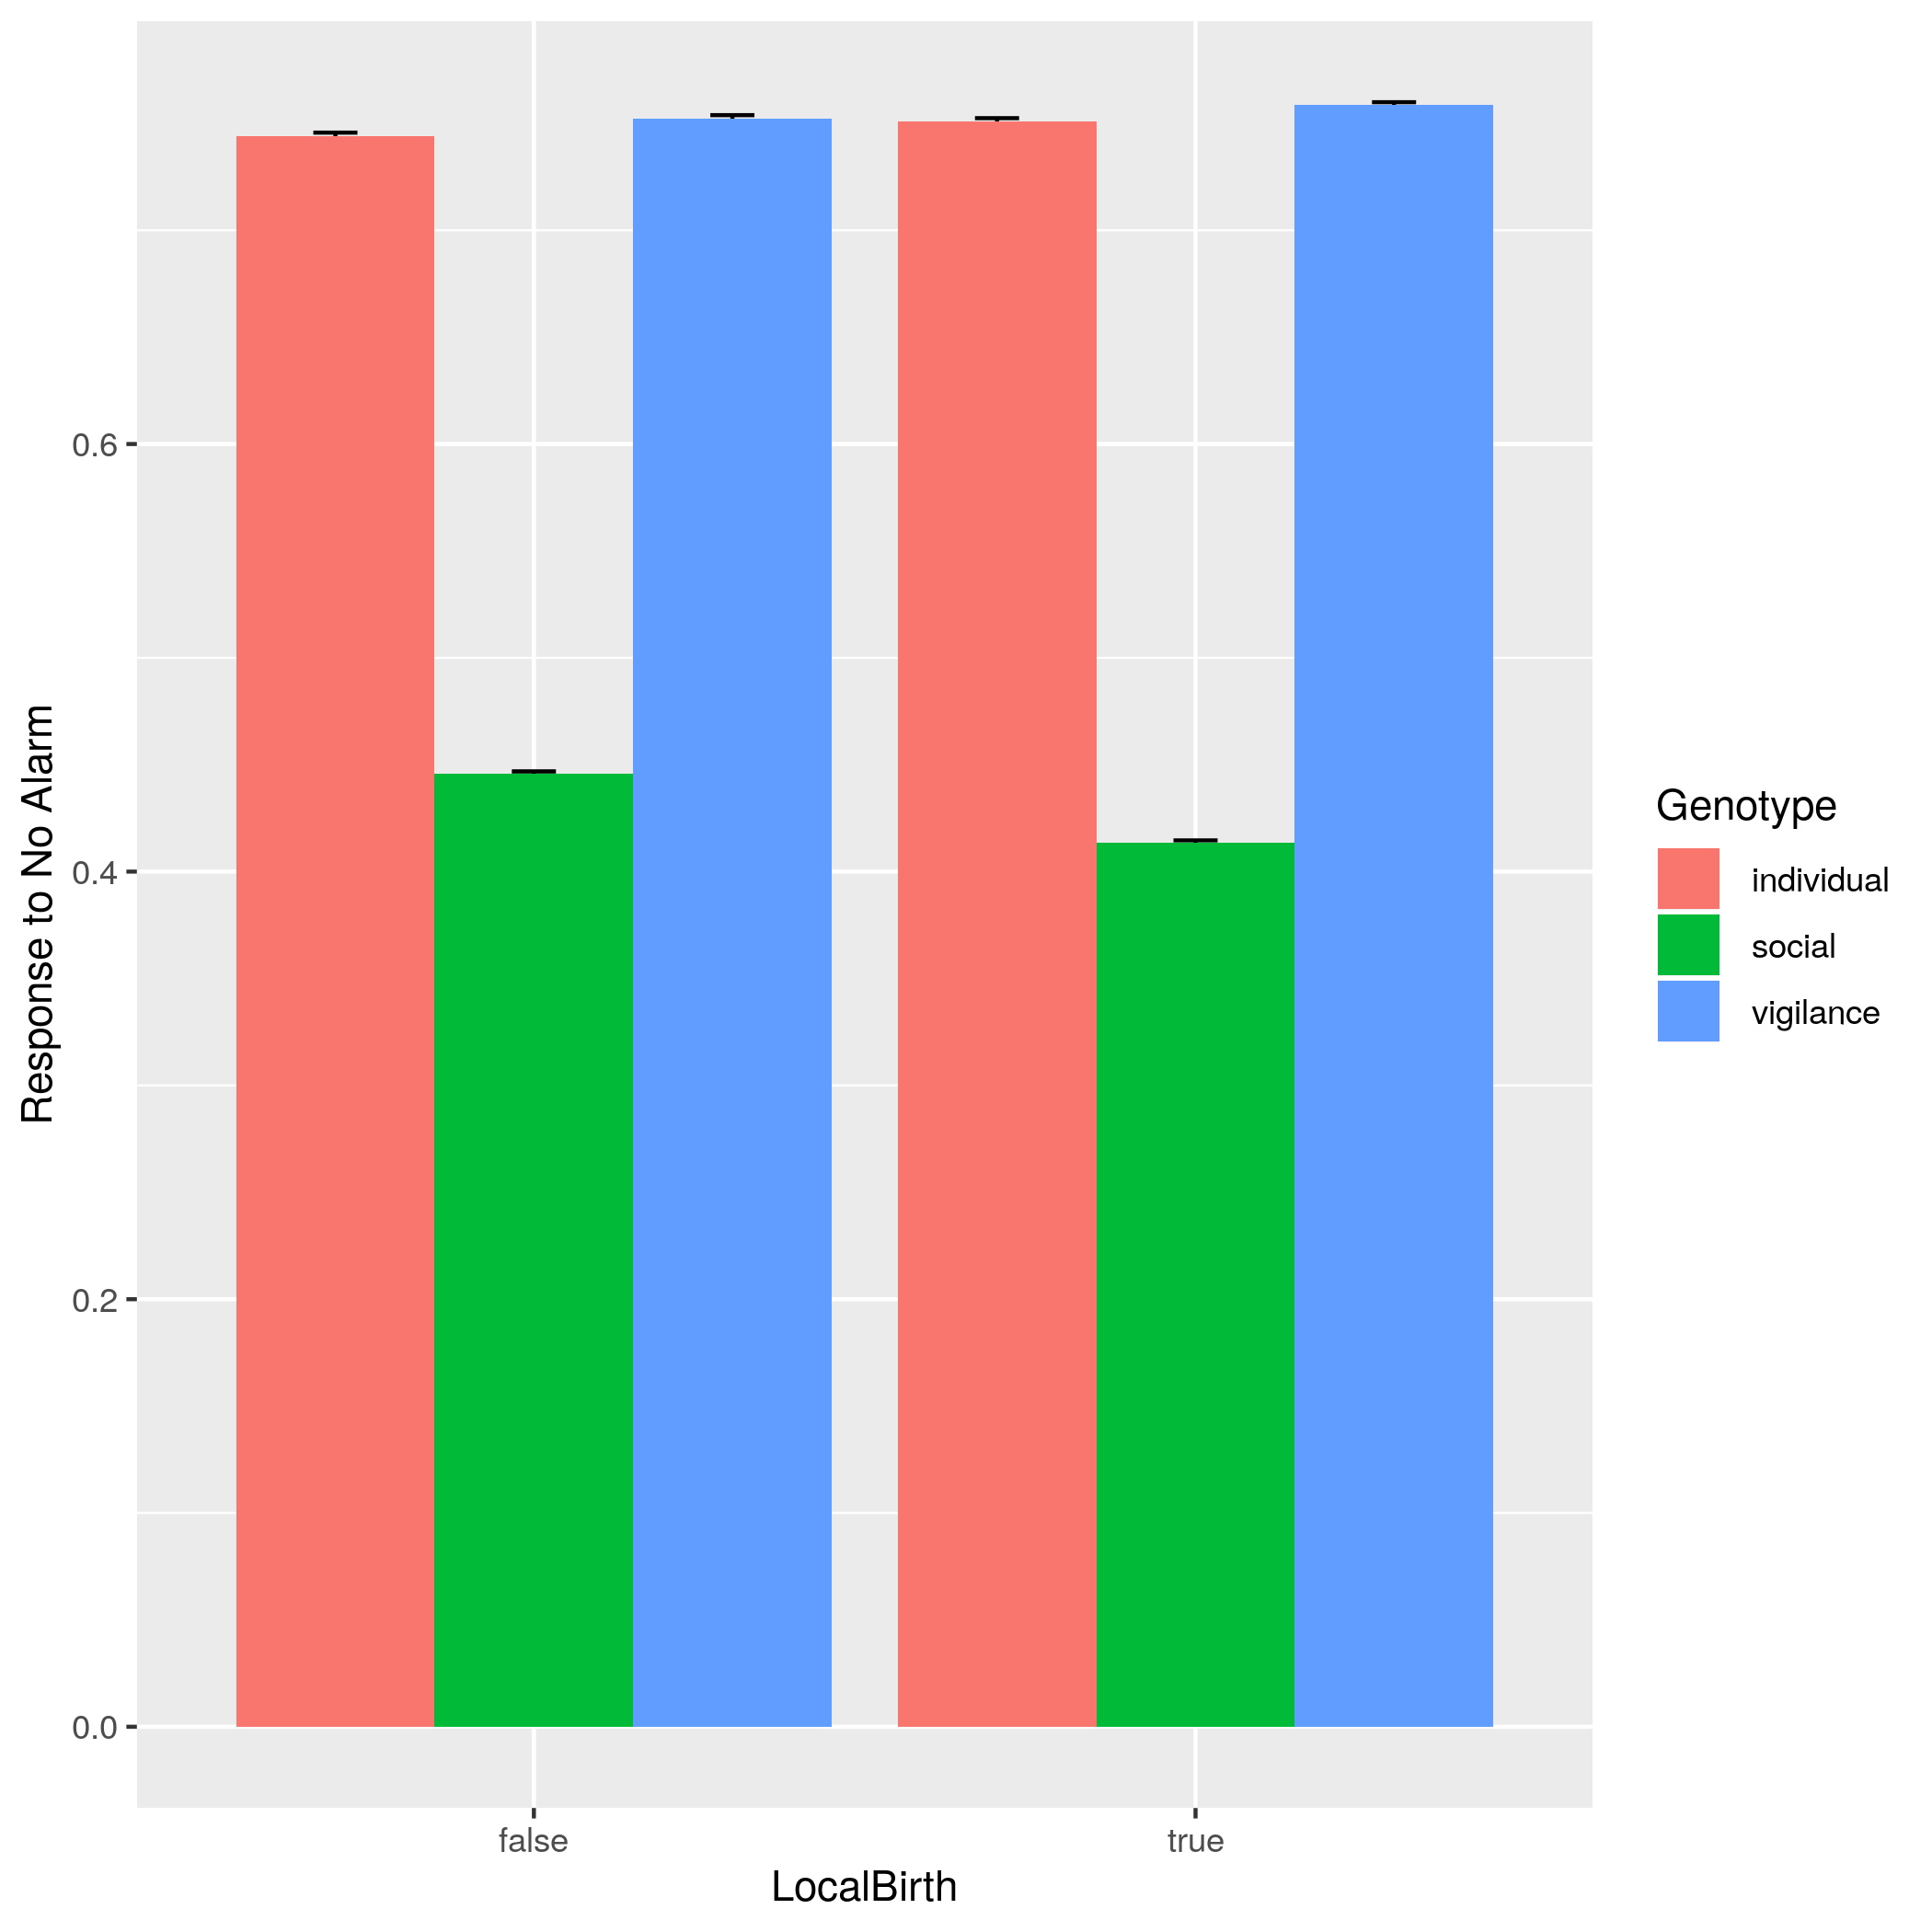 Response to No Alarm
0.6
0.4
0.2
0.0
false
true
LocalBirth
Genotype
individual
social
vigilance